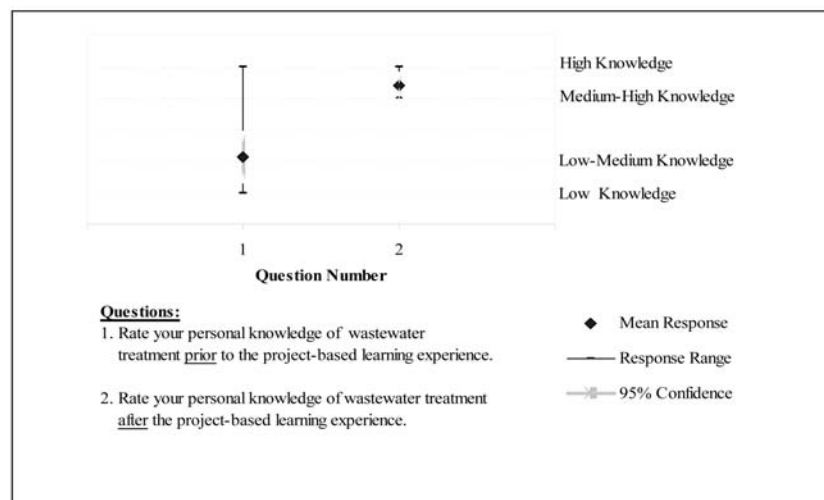 High Knowledge
Medium-High Knowledge
Low-Medium Knowledge
Low Knowledge
1 2
Question Number
Questions:
1. Rate your personal knowledge of wastewater
treatment prior to the project-based learning experience.
2. Rate your personal knowledge of wastewater treatment
after the project-based learning experience.
Mean Response
Response Range
95% Confidence